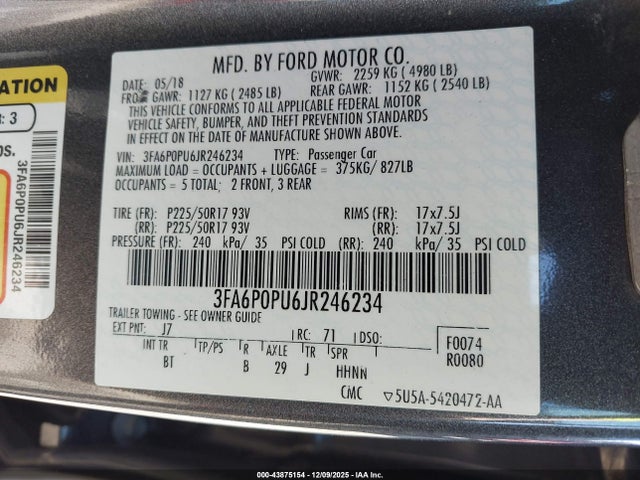 MFD. BY FORD MOTOR CO.
DATE: 05/18 GVWR: 2259 KG ( 4980 LB)
GAWR: 1127 KG ( 2485 LB) REAR GAWR: 1152 KG ( 2540 LB)
THIS VEHICLE CONFORMS TO ALL APPLICABLE FEDERAL MOTOR
VEHICLE SAFETY, BUMPER, AND THEFT PREVENTION STANDARDS
IN EFFECT ON THE DATE OF MANUFACTURE SHOWN ABOVE.
VIN: 3FA6P0PU6JR246234 TYPE: Passenger Car
MAXIMUM LOAD = OCCUPANTS + LUGGAGE = 375KG/ 827LB
OCCUPANTS = 5 TOTAL; 2 FRONT, 3 REAR
TIRE (FR): P225/50R17 93V RIMS (FR): 17x7.5J
(RR): P225/50R17 93V (RR): 17x7.5J
PRESSURE (FR): 240 kPa/ 35 PSI COLD (RR): 240 kPa/ 35 PSI COLD
3FA6P0PU6JR246234
TRAILER TOWING - SEE OWNER GUIDE
EXT PNT: J7 RC: 71 DSO: F0074
INT TR TP/PS R AXLE TR SPR R0080
BT B 29 J HHNN
CMC ▽5U5A-5420472-AA
3
3FA6P0PU6JR246234
000-43875154 - 12/09/2025 - IAA, Inc.